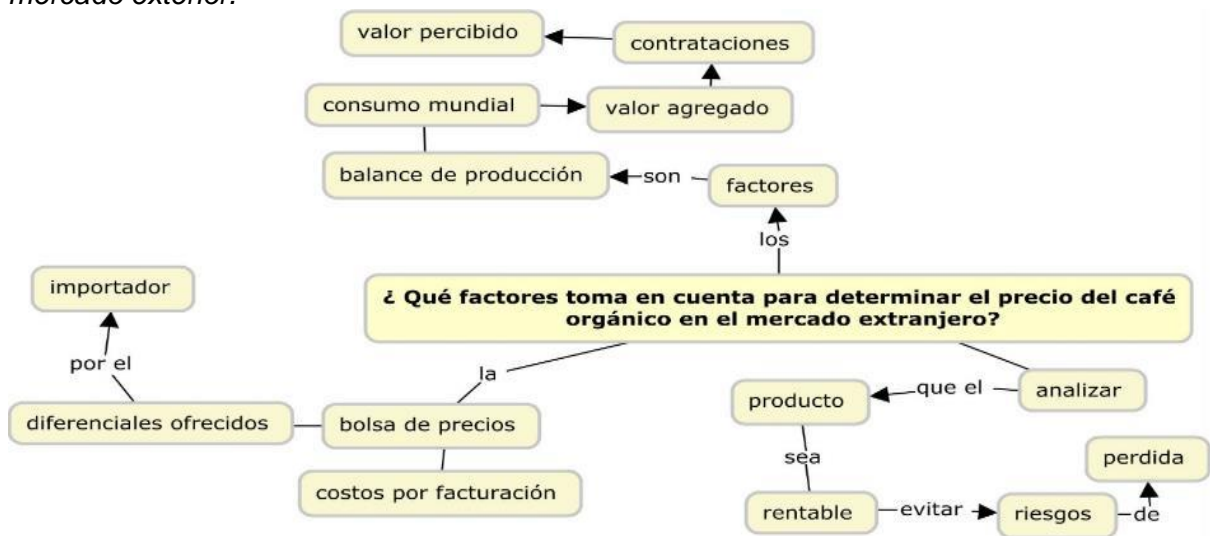 mercado exterior.
valor percibido
contrataciones
consumo mundial
valor agregado
balance de producción
son
factores
los
importador
¿ Qué factores toma en cuenta para determinar el precio del café
orgánico en el mercado extranjero?
por el
la
que el
analizar
producto
diferenciales ofrecidos
bolsa de precios
sea
perdida
costos por facturación
rentable
evitar
riesgos
de